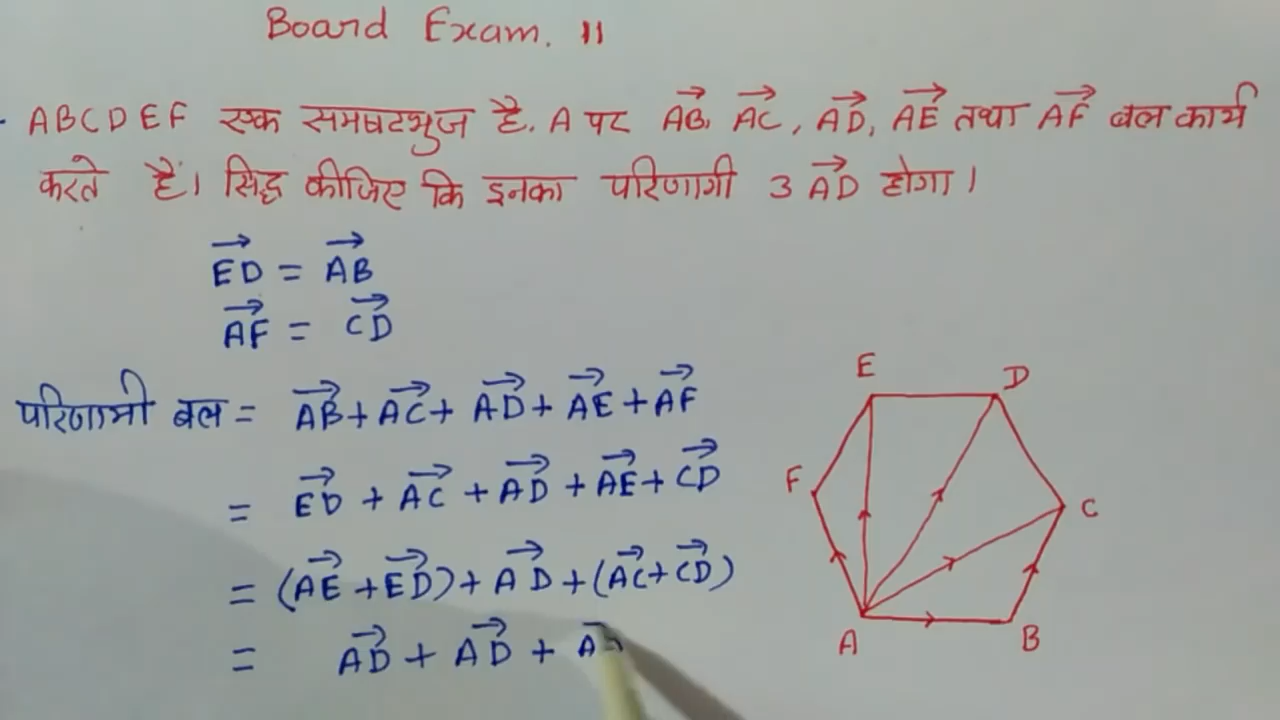 Board Exam. 11
ABCDEF एक समषटभुज है. A पर AB, AC, AD, AE तथा AF बल कार्य
करते हैं। सिद्ध कीजिए कि इनका परिणागी 3 AD होगा।
ED = AB
AF = CD
परिणामी बल = AB + AC + AD + AE + AF
= ED + AC + AD + AE + CD
= (AE + ED) + AD + (AC + CD)
= AD + AD +
E D
F C
A B